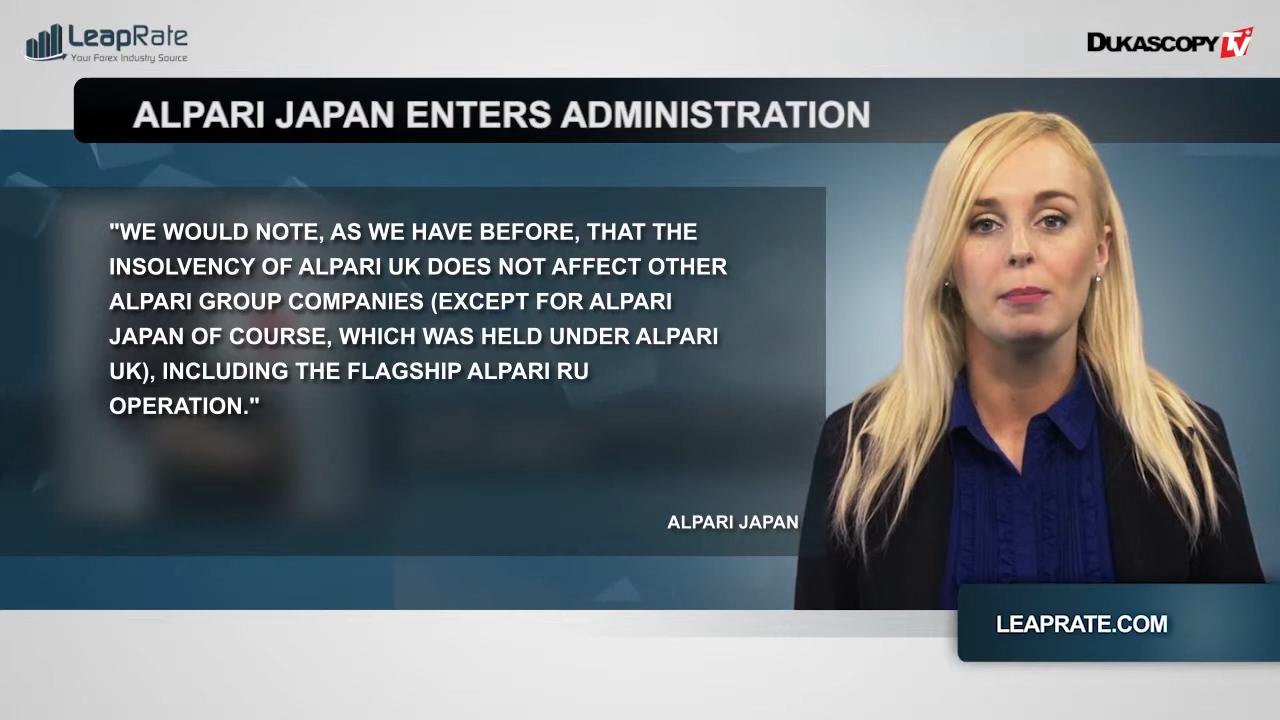 LeapRate
Your Forex Industry Source
DUKASCOPY TV
ALPARI JAPAN ENTERS ADMINISTRATION
"WE WOULD NOTE, AS WE HAVE BEFORE, THAT THE
INSOLVENCY OF ALPARI UK DOES NOT AFFECT OTHER
ALPARI GROUP COMPANIES (EXCEPT FOR ALPARI
JAPAN OF COURSE, WHICH WAS HELD UNDER ALPARI
UK), INCLUDING THE FLAGSHIP ALPARI RU
OPERATION."
ALPARI JAPAN
LEAPRATE.COM